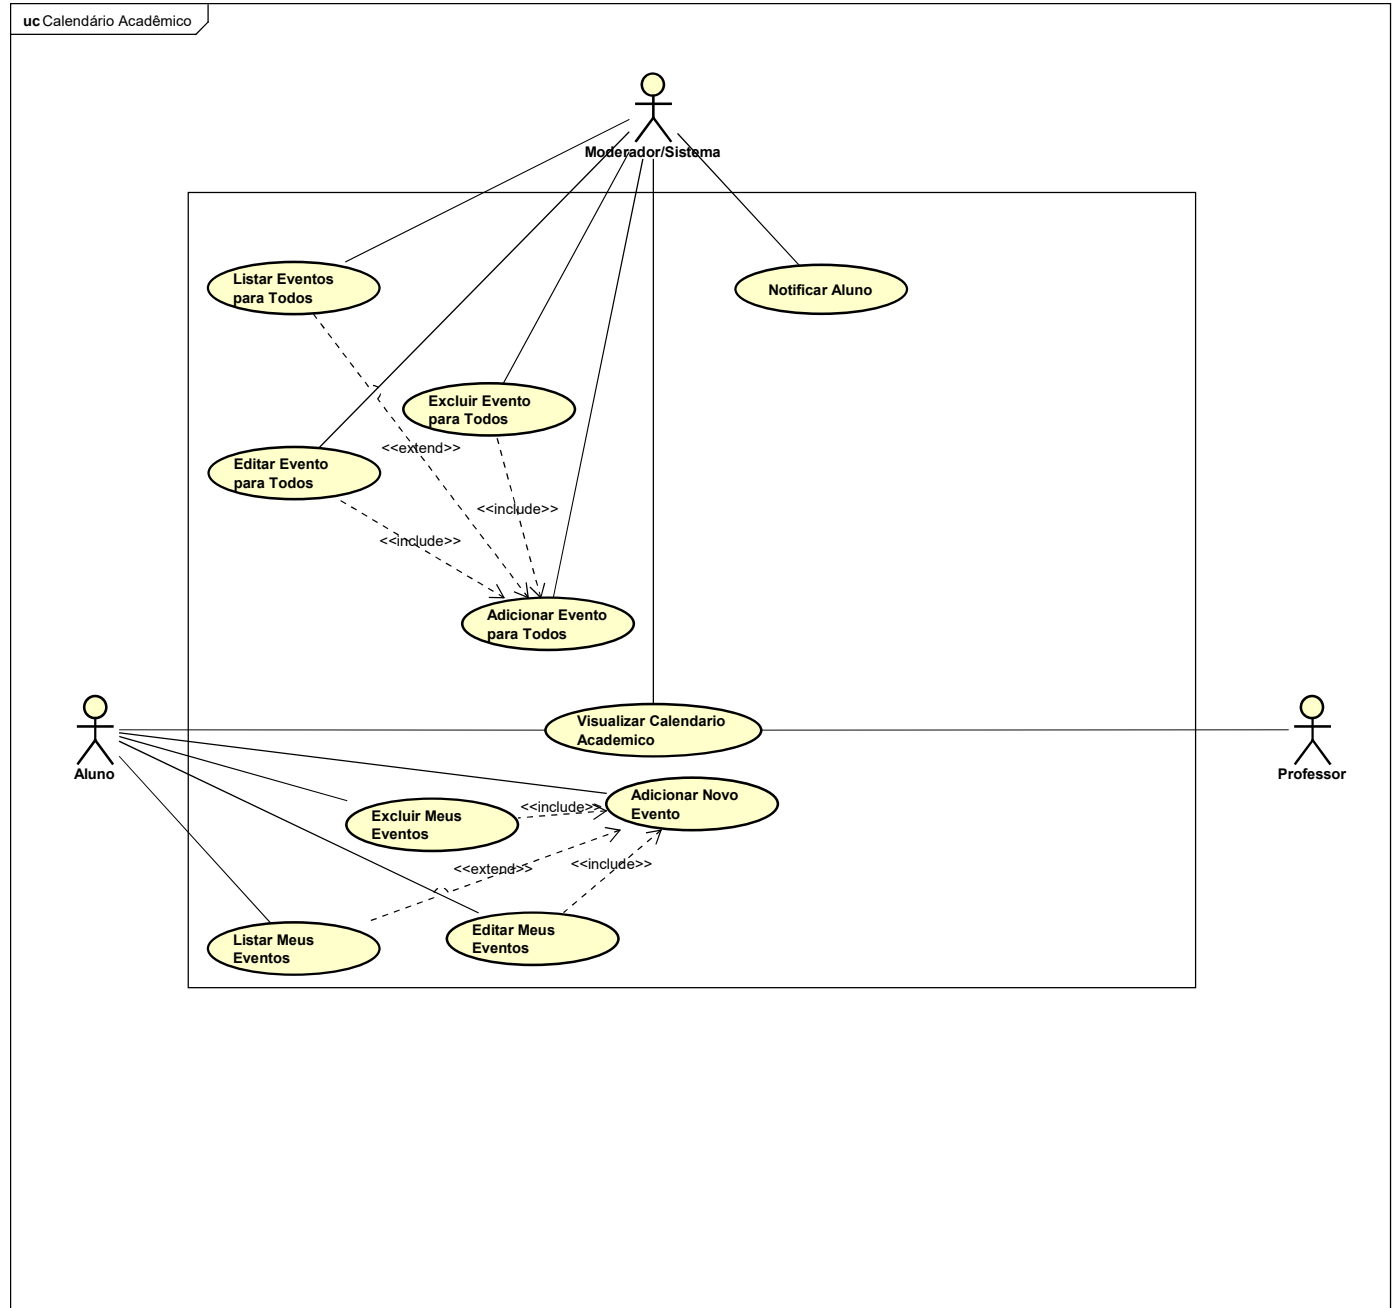 uc Calendário Acadêmico
Moderador/Sistema
Listar Eventos
para Todos
Notificar Aluno
Excluir Evento
para Todos
<<extend>>
Editar Evento
para Todos
<<include>>
<<include>>
Adicionar Evento
para Todos
Visualizar Calendario
Academico
Aluno
Professor
Adicionar Novo
Evento
<<include>>
Excluir Meus
Eventos
<<extend>>
<<include>>
Listar Meus
Eventos
Editar Meus
Eventos